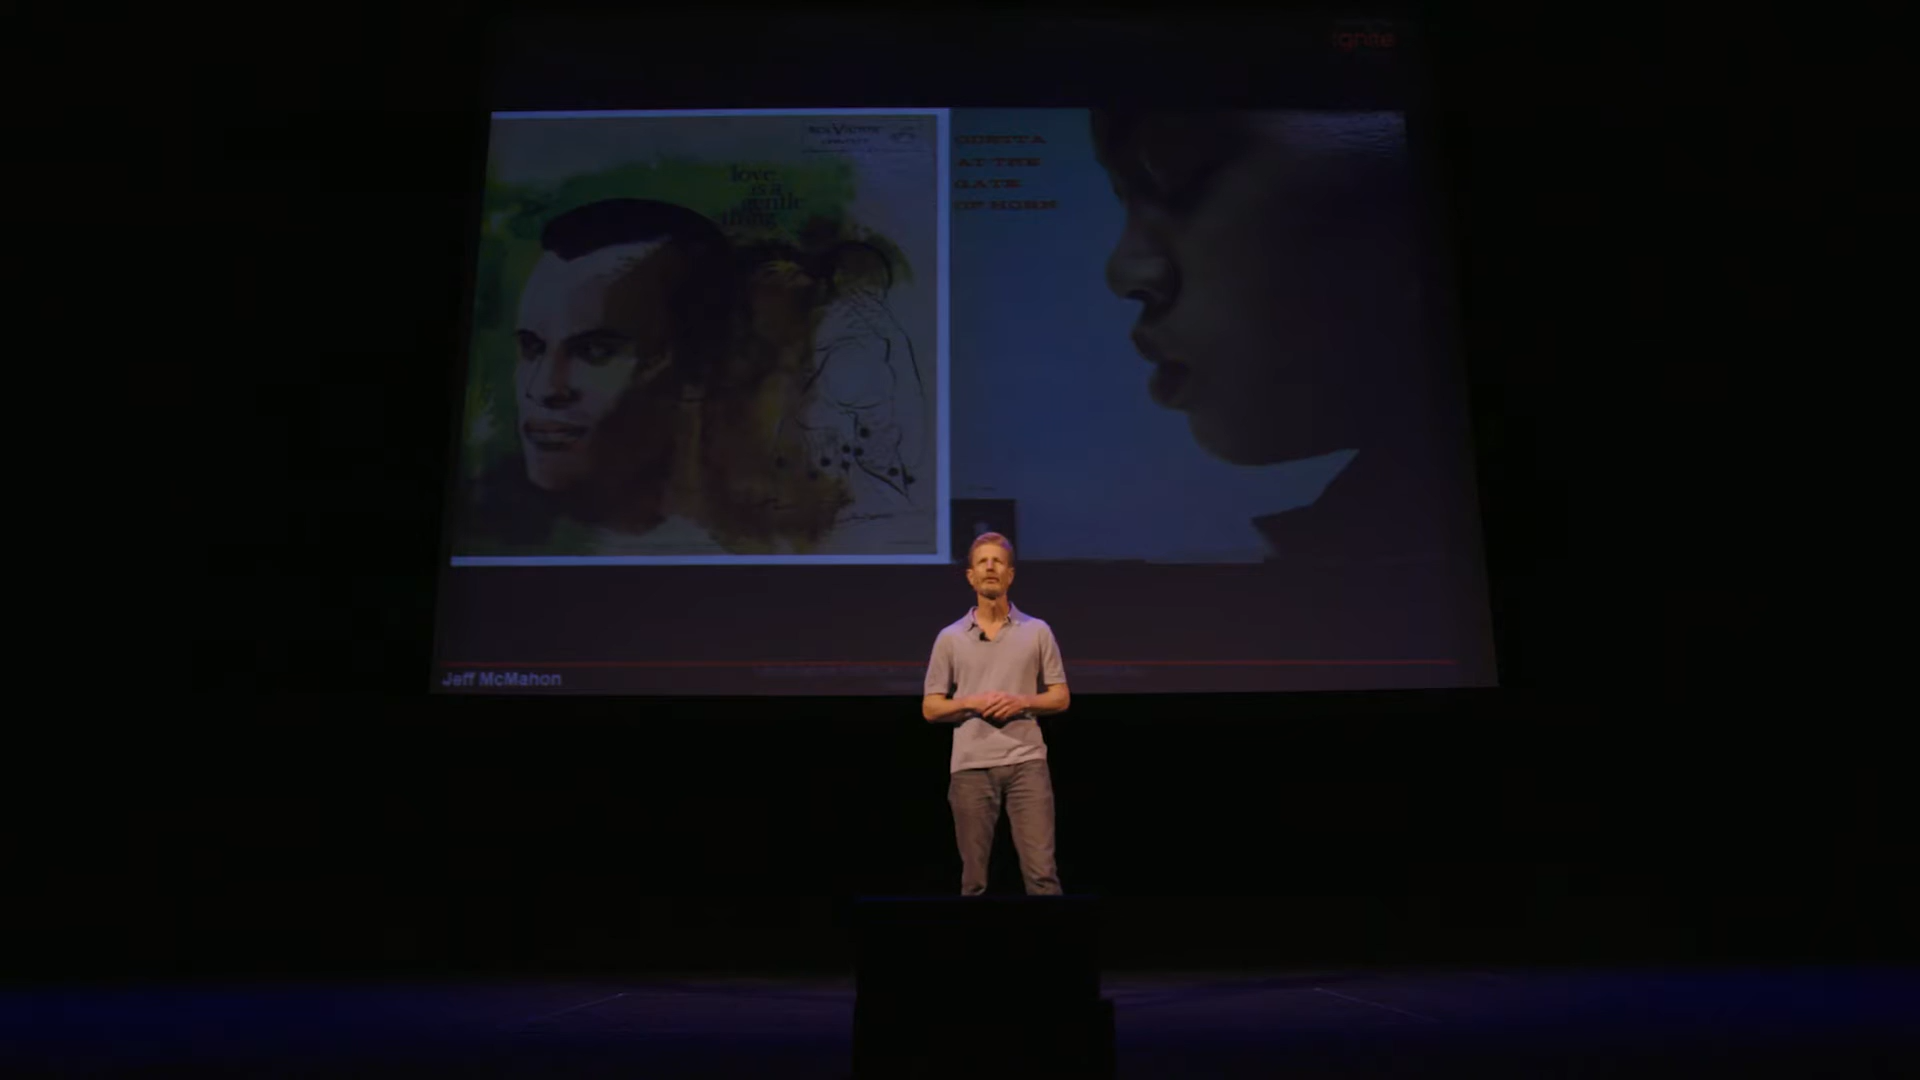 ignite
RCA VICTOR
love
is a
gentle
thing
ODETTA
AT THE
GATE
OF HORN
Jeff McMahon